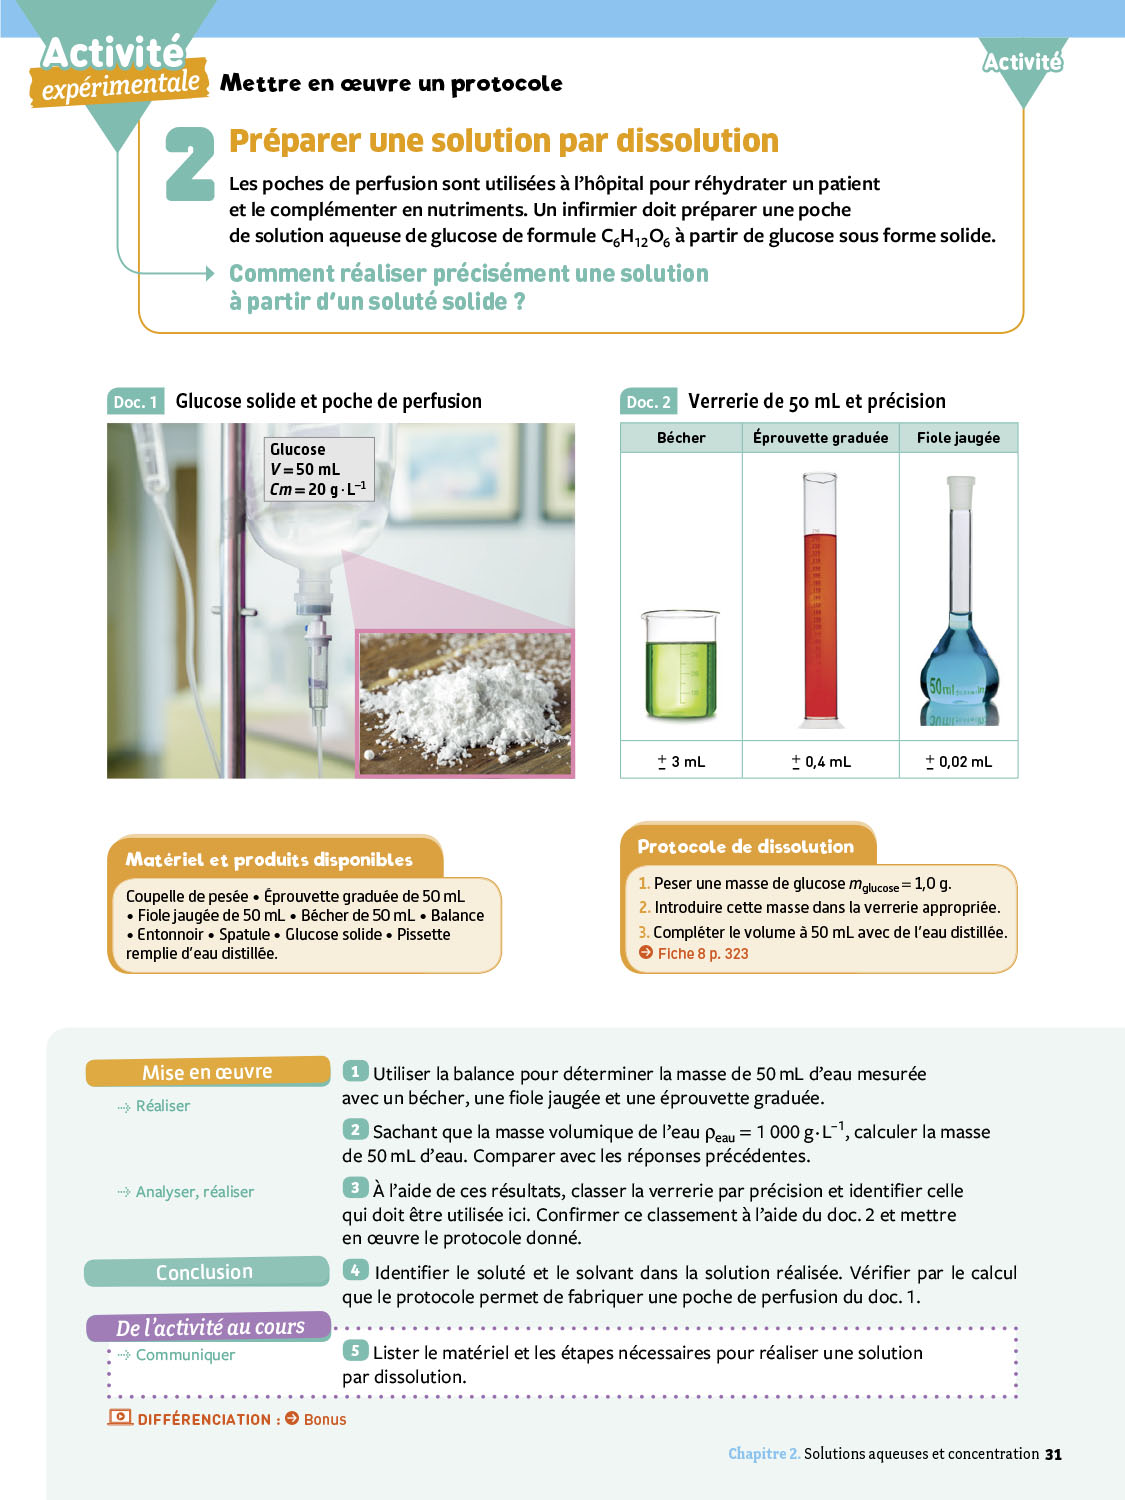 Activité
expérimentale
Mettre en œuvre un protocole
Activité
2
Préparer une solution par dissolution
Les poches de perfusion sont utilisées à l'hôpital pour réhydrater un patient
et le complémenter en nutriments. Un infirmier doit préparer une poche
de solution aqueuse de glucose de formule C₆H₁₂O₆ à partir de glucose sous forme solide.
Comment réaliser précisément une solution
à partir d'un soluté solide ?
Doc. 1 Glucose solide et poche de perfusion
Glucose
V = 50 mL
Cm = 20 g·L⁻¹
Doc. 2 Verrerie de 50 mL et précision
Bécher Éprouvette graduée Fiole jaugée
50ml
± 3 mL ± 0,4 mL ± 0,02 mL
Matériel et produits disponibles
Coupelle de pesée • Éprouvette graduée de 50 mL
• Fiole jaugée de 50 mL • Bécher de 50 mL • Balance
• Entonnoir • Spatule • Glucose solide • Pissette
remplie d'eau distillée.
Protocole de dissolution
1. Peser une masse de glucose m glucose = 1,0 g.
2. Introduire cette masse dans la verrerie appropriée.
3. Compléter le volume à 50 mL avec de l'eau distillée.
Fiche 8 p. 323
Mise en œuvre
Réaliser
1 Utiliser la balance pour déterminer la masse de 50 mL d'eau mesurée
avec un bécher, une fiole jaugée et une éprouvette graduée.
2 Sachant que la masse volumique de l'eau ρeau = 1 000 g·L⁻¹, calculer la masse
de 50 mL d'eau. Comparer avec les réponses précédentes.
Analyser, réaliser
3 À l'aide de ces résultats, classer la verrerie par précision et identifier celle
qui doit être utilisée ici. Confirmer ce classement à l'aide du doc. 2 et mettre
en œuvre le protocole donné.
Conclusion
4 Identifier le soluté et le solvant dans la solution réalisée. Vérifier par le calcul
que le protocole permet de fabriquer une poche de perfusion du doc. 1.
De l'activité au cours
Communiquer
5 Lister le matériel et les étapes nécessaires pour réaliser une solution
par dissolution.
DIFFÉRENCIATION : Bonus
Chapitre 2. Solutions aqueuses et concentration 31